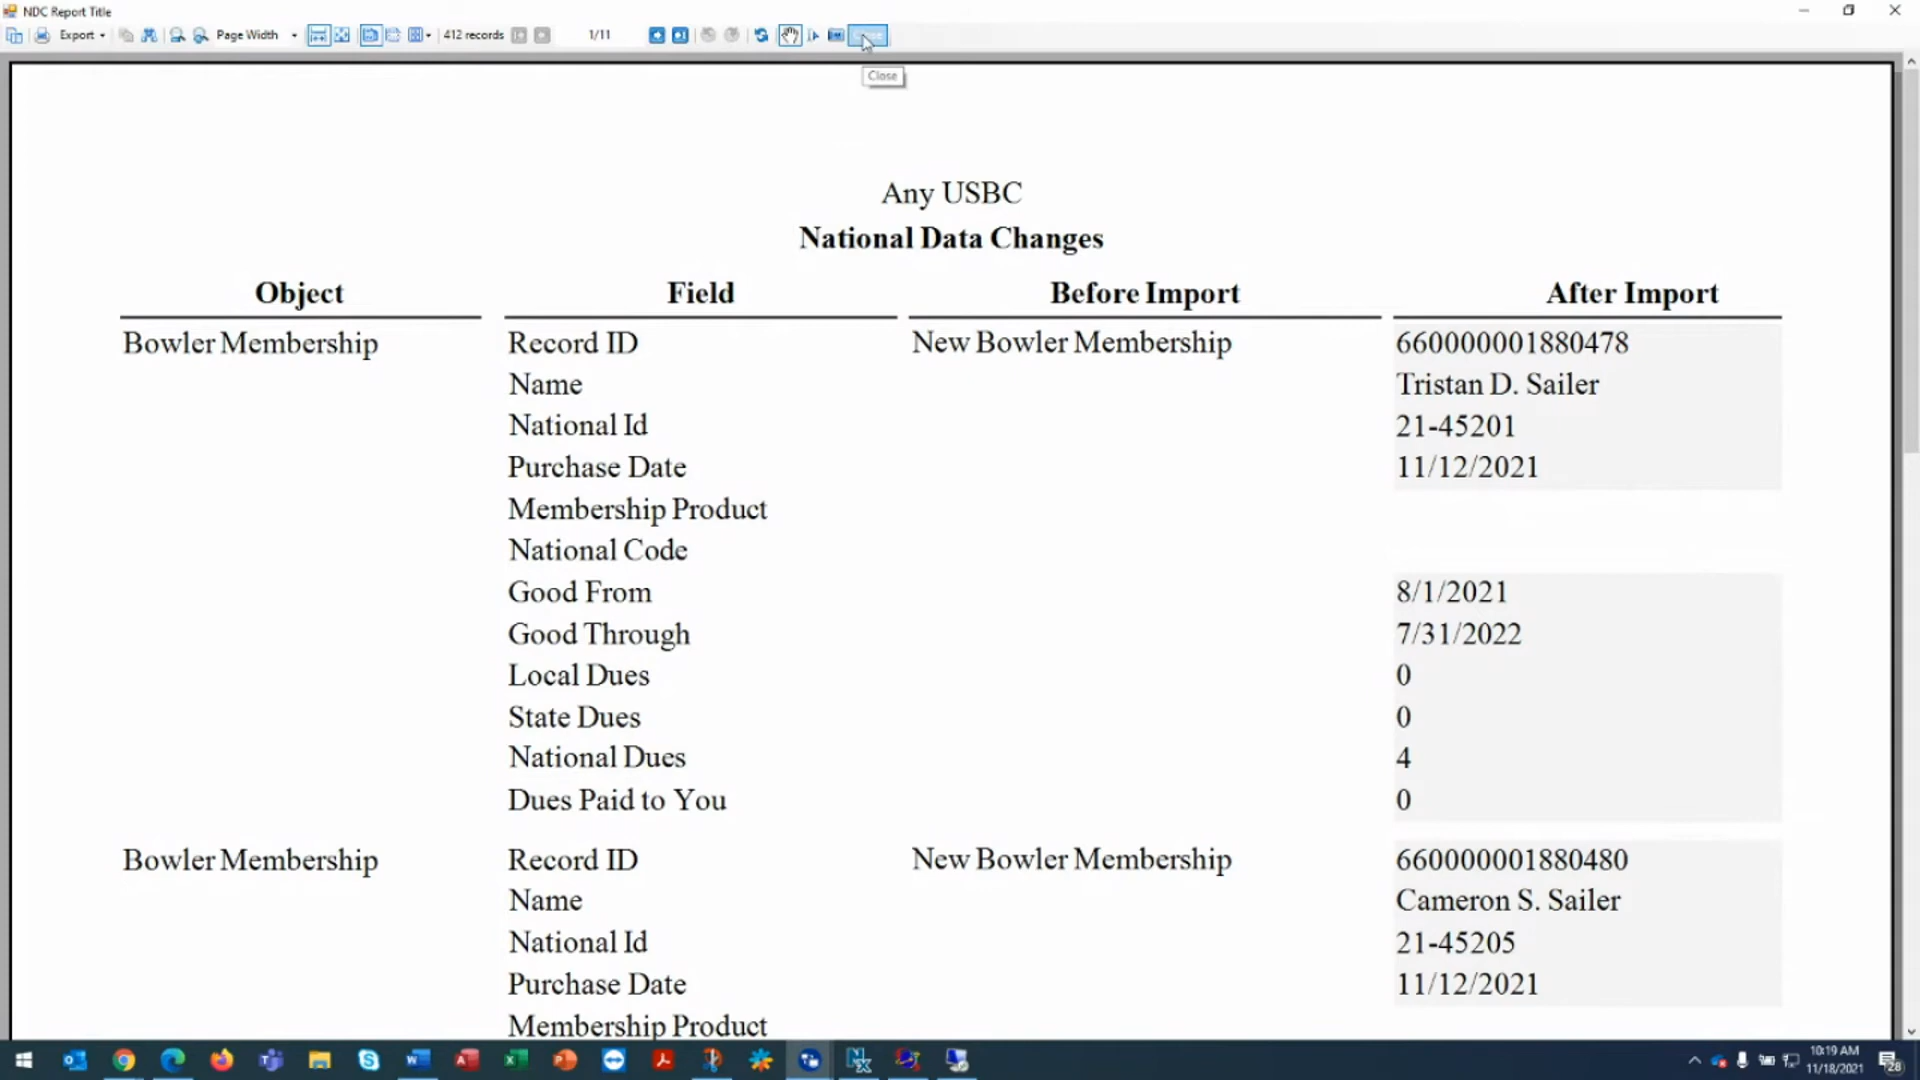 NDC Report Title
Export Page Width 412 records 1/11
Close
Any USBC
National Data Changes
Object Field Before Import After Import
Bowler Membership Record ID New Bowler Membership 660000001880478
Name Tristan D. Sailer
National Id 21-45201
Purchase Date 11/12/2021
Membership Product
National Code
Good From 8/1/2021
Good Through 7/31/2022
Local Dues 0
State Dues 0
National Dues 4
Dues Paid to You 0
Bowler Membership Record ID New Bowler Membership 660000001880480
Name Cameron S. Sailer
National Id 21-45205
Purchase Date 11/12/2021
Membership Product
10:19 AM
11/18/2021
28